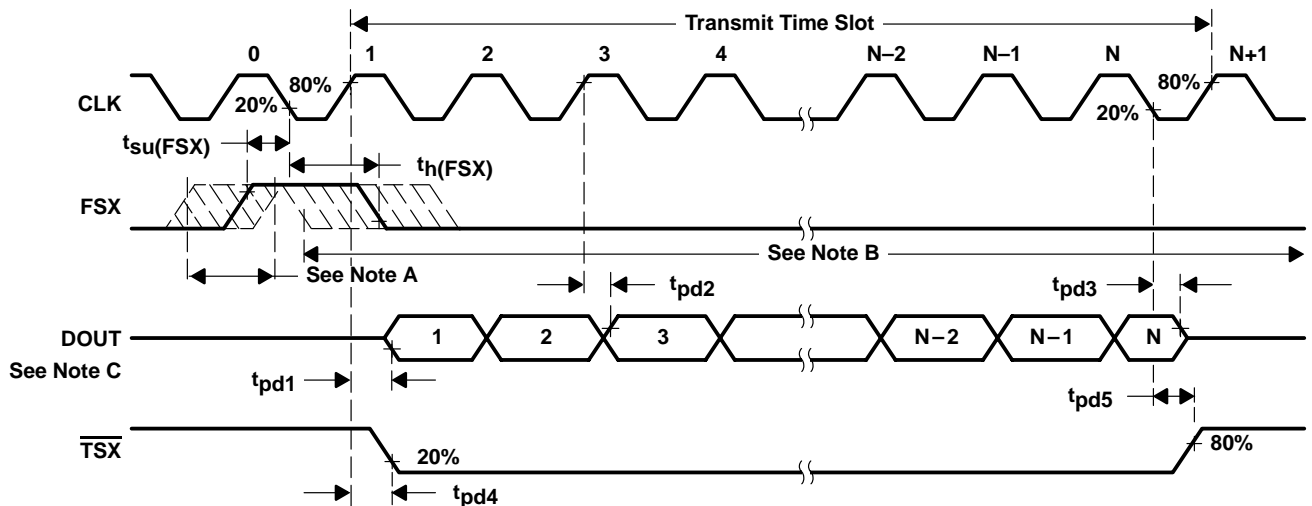 Transmit Time Slot
0 1 2 3 4 N–2 N–1 N N+1
80% 80%
CLK 20% 20%
tsu(FSX)
th(FSX)
FSX
See Note A See Note B
tpd2 tpd3
DOUT 1 2 3 N–2 N–1 N
See Note C
tpd1 tpd5
TSX 20% 80%
tpd4